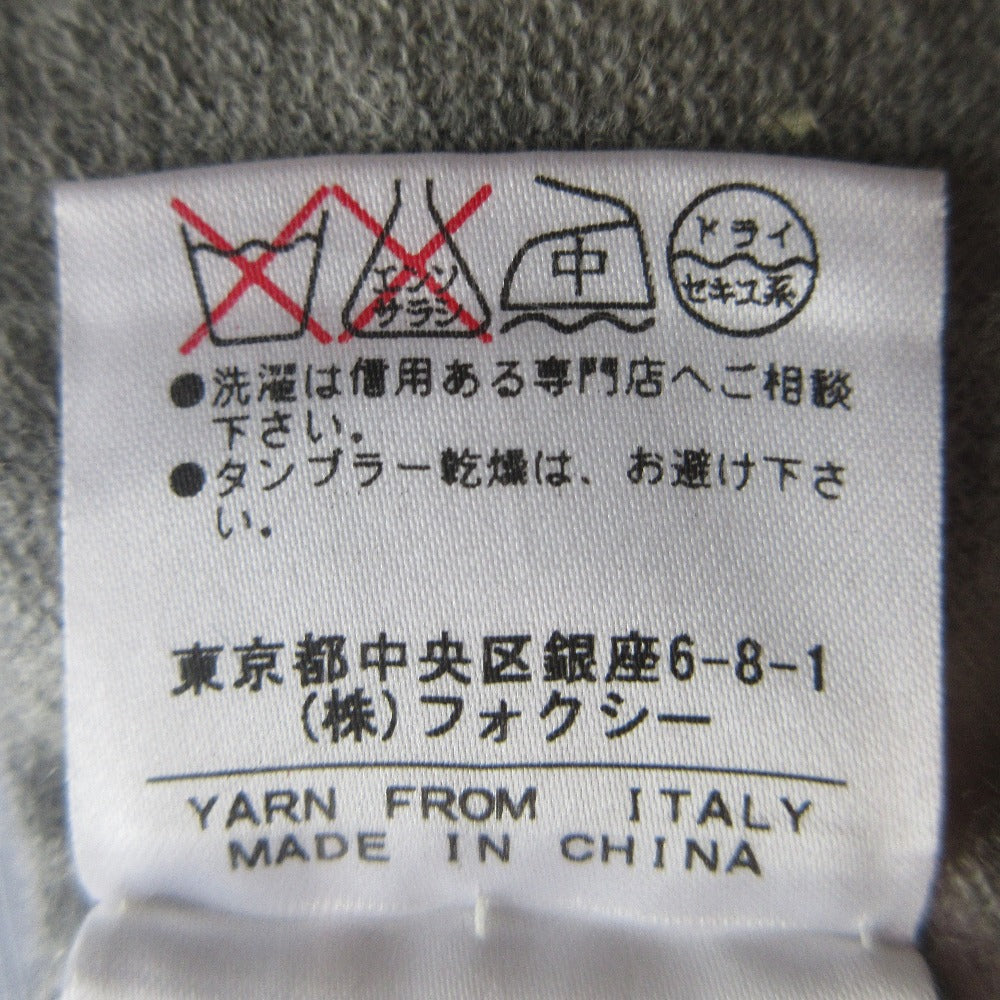 エンソ
サラシ
中
ドライ
セキユ系
●洗濯は信用ある専門店へご相談
下さい。
●タンブラー乾燥は、お避け下さ
い。
東京都中央区銀座6-8-1
(株)フォクシー
YARN FROM ITALY
MADE IN CHINA